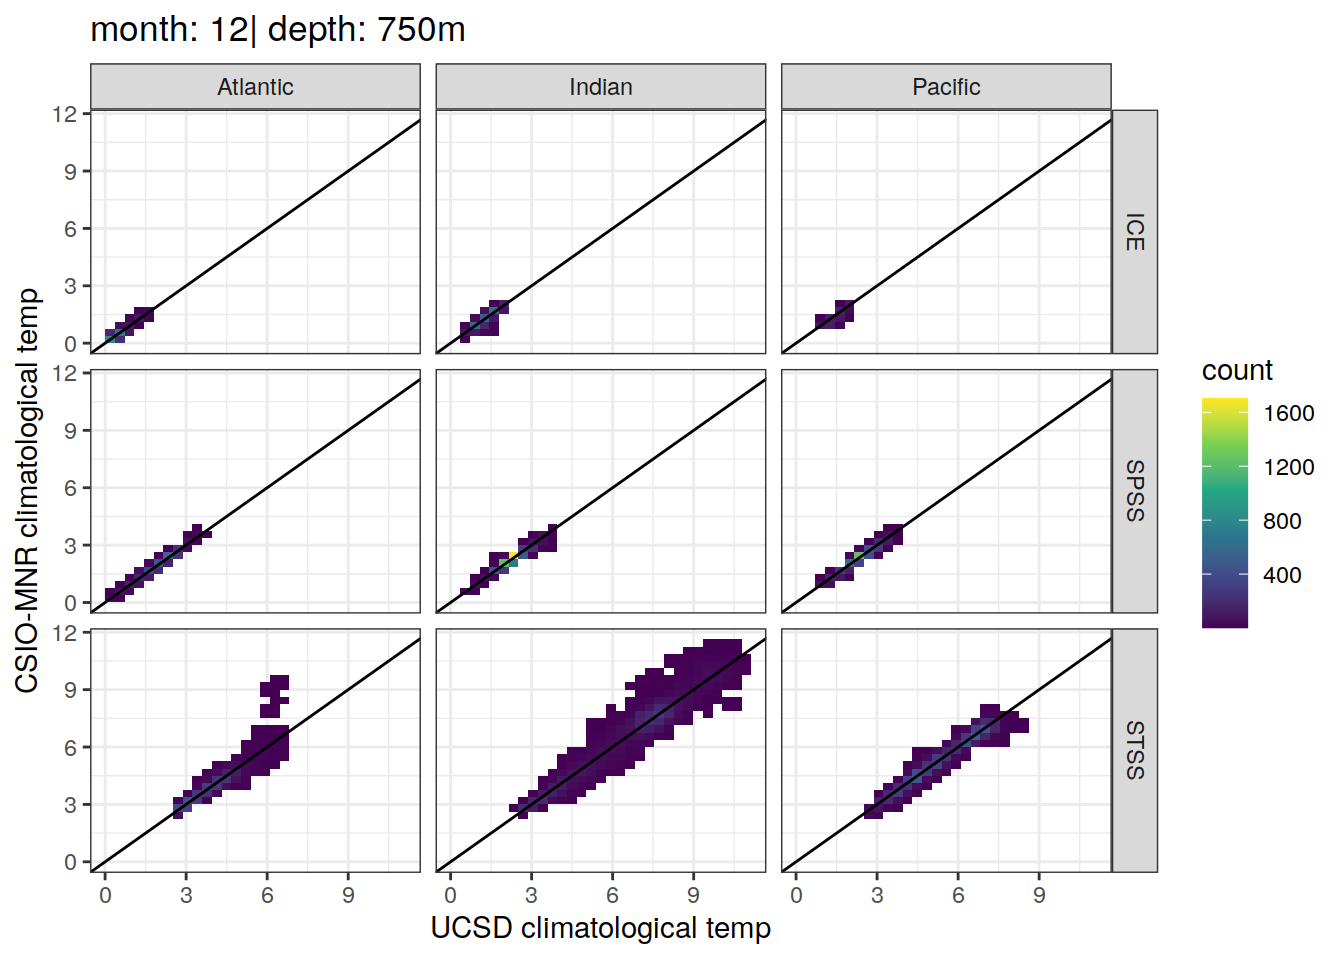 month: 12| depth: 750m
Atlantic
Indian
Pacific
12
9
6
3
0
ICE
12
9
6
3
0
SPSS
12
9
6
3
0
STSS
0 3 6 9
0 3 6 9
0 3 6 9
UCSD climatological temp
CSIO-MNR climatological temp
count
1600
1200
800
400